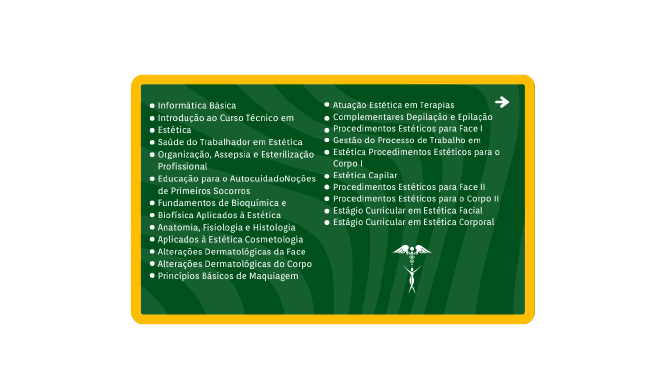 Informática Básica
Introdução ao Curso Técnico em
Estética
Saúde do Trabalhador em Estética
Organização, Assepsia e Esterilização
Profissional
Educação para o AutocuidadoNoções
de Primeiros Socorros
Fundamentos de Bioquímica e
Biofísica Aplicados à Estética
Anatomia, Fisiologia e Histologia
Aplicados à Estética Cosmetologia
Alterações Dermatológicas da Face
Alterações Dermatológicas do Corpo
Princípios Básicos de Maquiagem
Atuação Estética em Terapias
Complementares Depilação e Epilação
Procedimentos Estéticos para Face I
Gestão do Processo de Trabalho em
Estética Procedimentos Estéticos para o
Corpo I
Estética Capilar
Procedimentos Estéticos para Face II
Procedimentos Estéticos para o Corpo II
Estágio Curricular em Estética Facial
Estágio Curricular em Estética Corporal